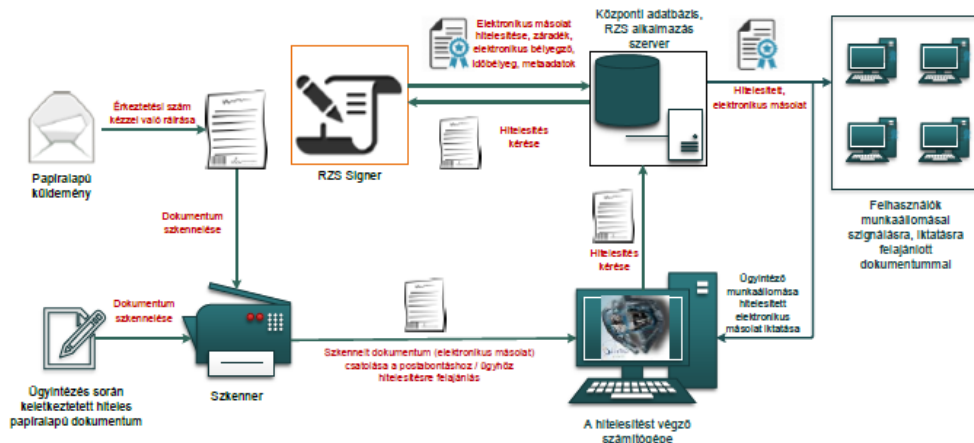 Elektronikus másolat
hitelesítése, záradék,
elektronikus bélyegző,
időbélyeg, metaadatok
Központi adatbázis,
RZS alkalmazás
szerver
Érkeztetési szám
kézzel való ráírása
Hitelesített,
elektronikus másolat
Hitelesítés
kérése
Papíralapú
küldemény
RZS Signer
Felhasználók
munkaállomásai
szignálásra, iktatásra
felajánlott
dokumentummal
Dokumentum
szkennelése
Hitelesítés
kérése
Ügyintéző
munkaállomása
hitelesített
elektronikus
másolat iktatása
Dokumentum
szkennelése
Szkennelt dokumentum (elektronikus másolat)
csatolása a postabontáshoz / ügyhöz
hitelesítésre felajánlás
Szkenner
Ügyintézés során
keletkeztetett hiteles
papíralapú dokumentum
A hitelesítést végző
számítógépe